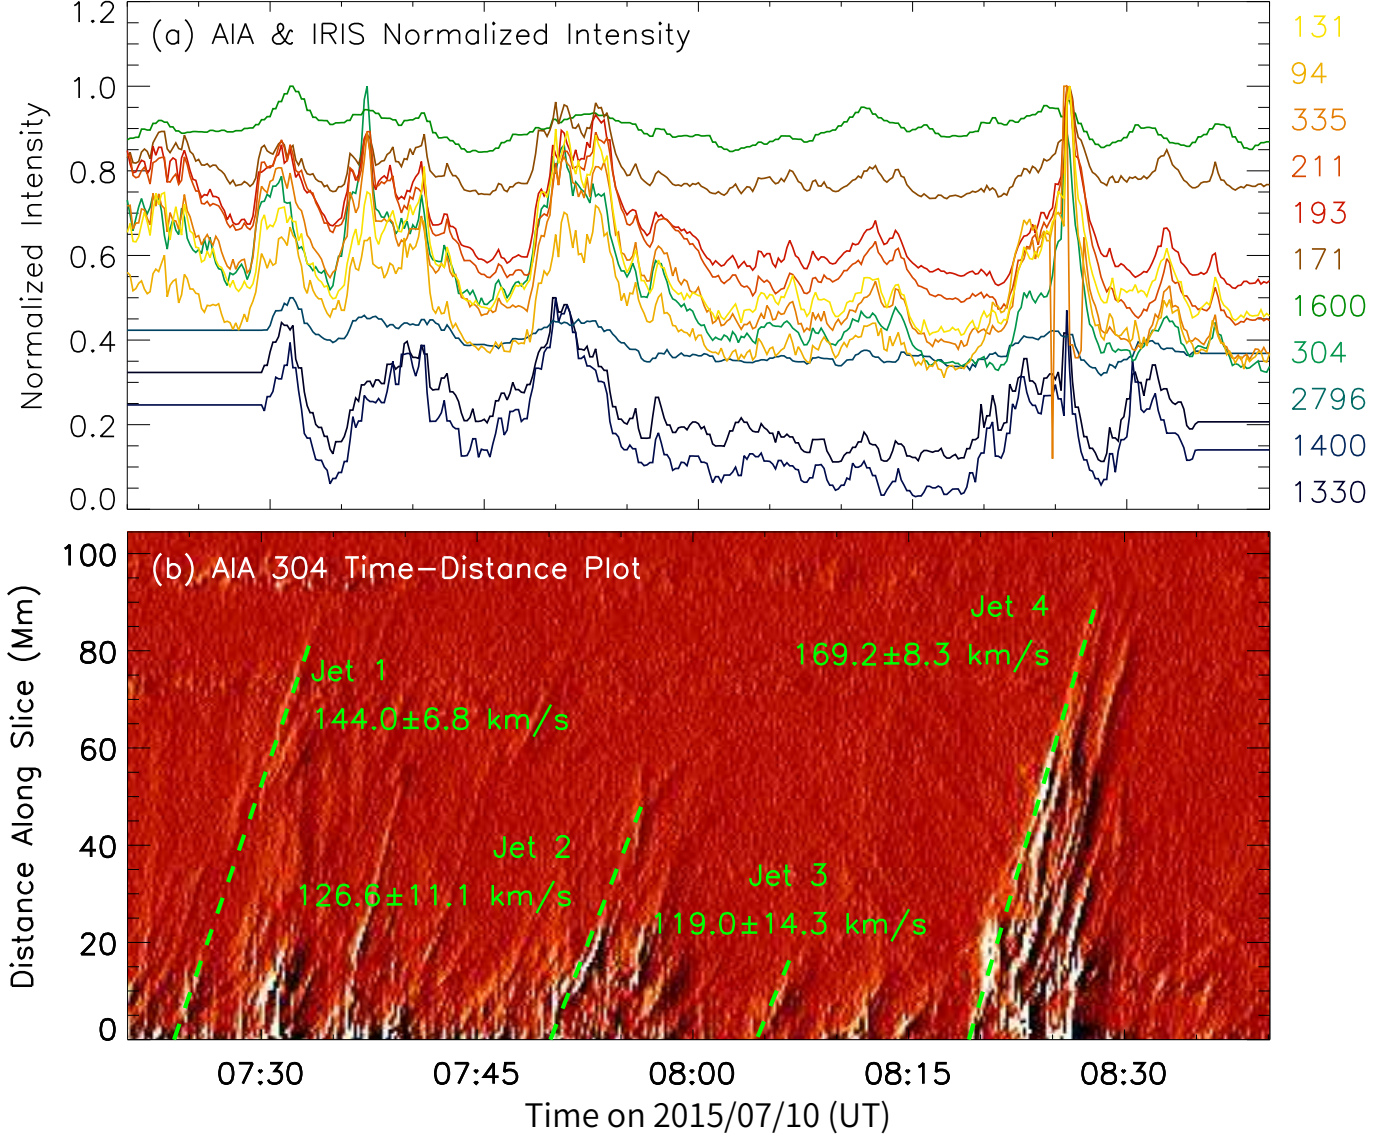 (a) AIA & IRIS Normalized Intensity
Normalized Intensity
1.2
1.0
0.8
0.6
0.4
0.2
0.0
131
94
335
211
193
171
1600
304
2796
1400
1330
(b) AIA 304 Time-Distance Plot
Distance Along Slice (Mm)
100
80
60
40
20
0
Jet 1
144.0±6.8 km/s
Jet 2
126.6±11.1 km/s
Jet 3
119.0±14.3 km/s
Jet 4
169.2±8.3 km/s
07:30 07:45 08:00 08:15 08:30
Time on 2015/07/10 (UT)